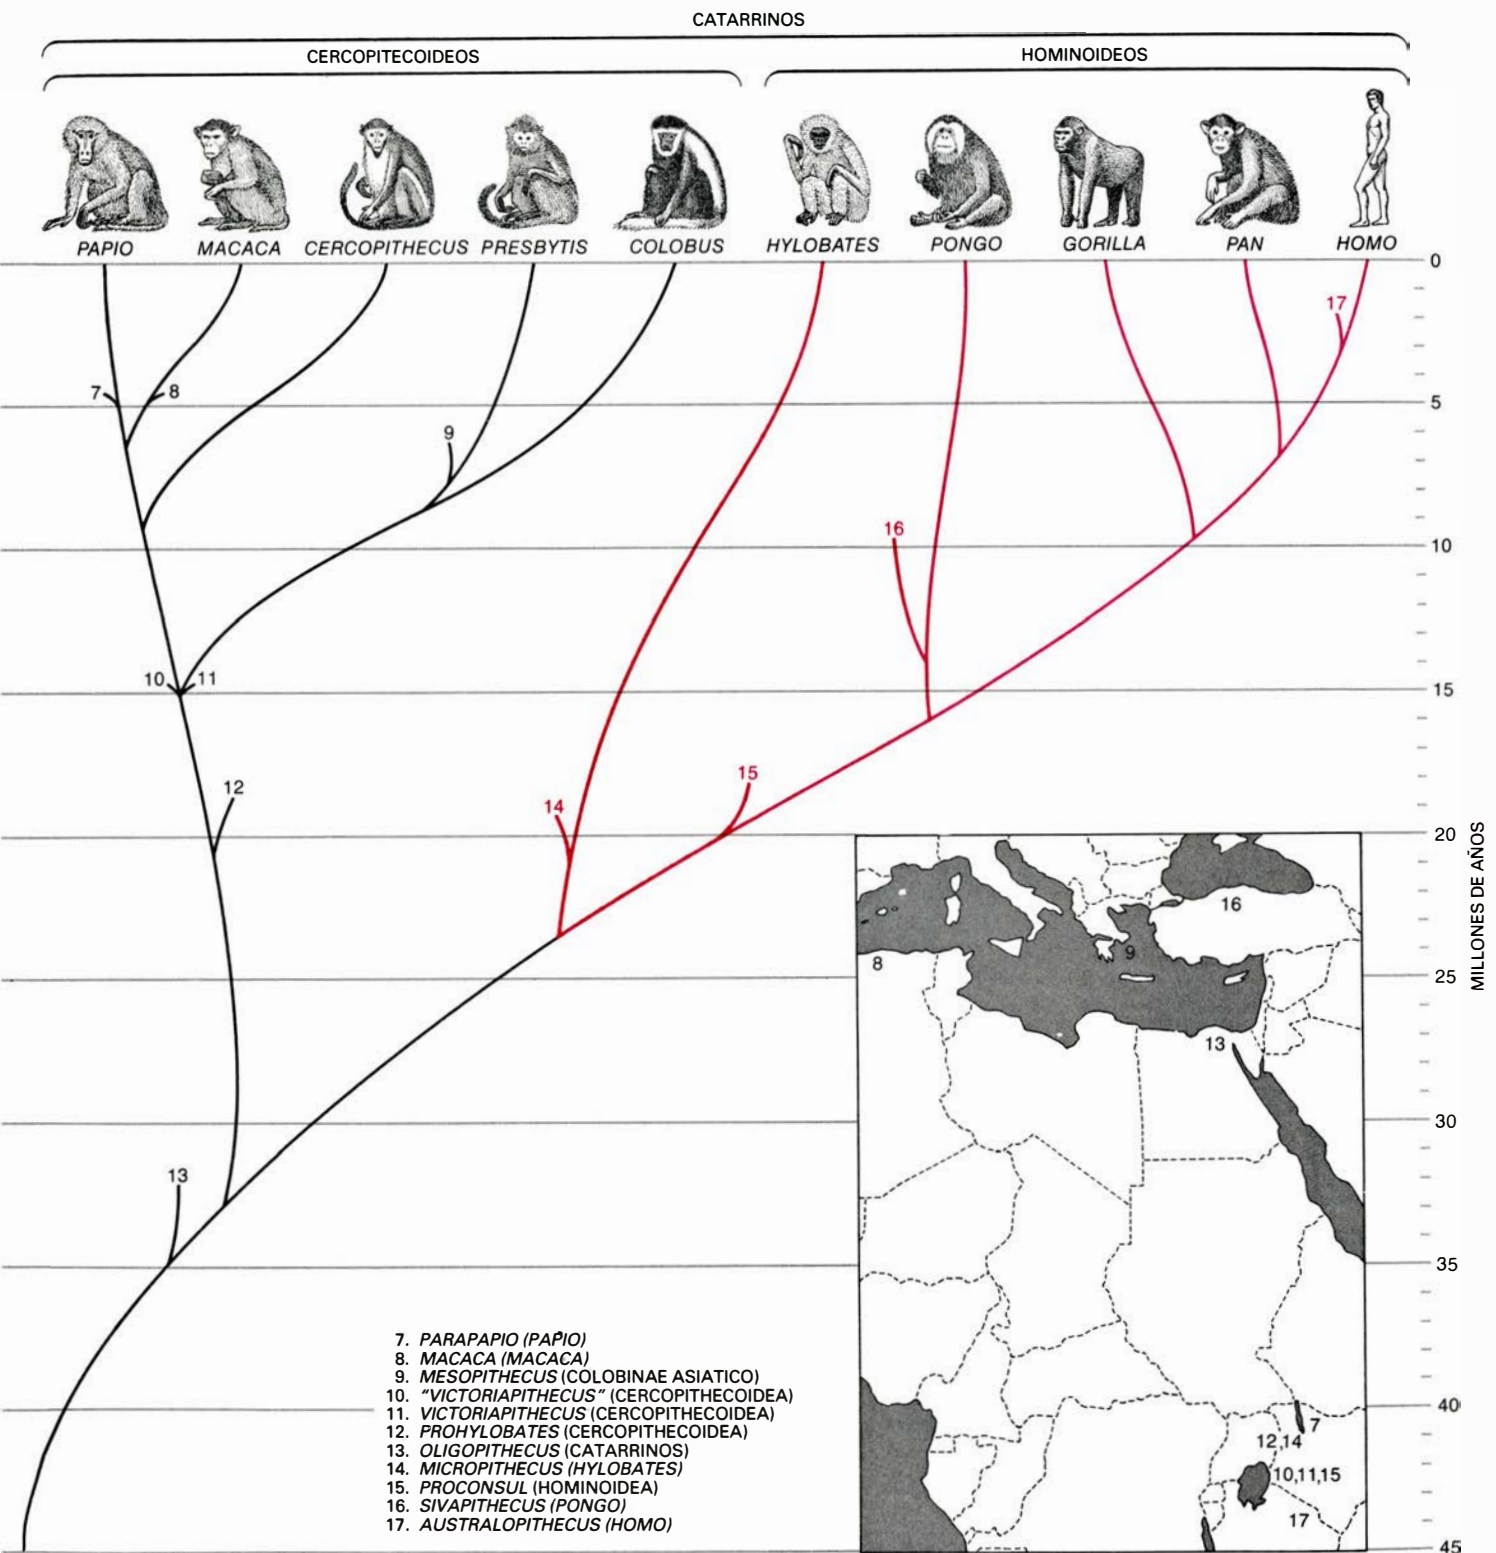 CATARRINOS
CERCOPITECOIDEOS
HOMINOIDEOS
PAPIO
MACACA
CERCOPITHECUS
PRESBYTIS
COLOBUS
HYLOBATES
PONGO
GORILLA
PAN
HOMO
0
17
7
8
5
9
16
10
10
11
15
15
12
14
20
MILLONES DE AÑOS
16
8
9
25
13
30
13
35
7. PARAPAPIO (PAPIO)
8. MACACA (MACACA)
9. MESOPITHECUS (COLOBINAE ASIATICO)
10. "VICTORIAPITHECUS" (CERCOPITHECOIDEA)
11. VICTORIAPITHECUS (CERCOPITHECOIDEA)
12. PROHYLOBATES (CERCOPITHECOIDEA)
13. OLIGOPITHECUS (CATARRINOS)
14. MICROPITHECUS (HYLOBATES)
15. PROCONSUL (HOMINOIDEA)
16. SIVAPITHECUS (PONGO)
17. AUSTRALOPITHECUS (HOMO)
40
7
12,14
10,11,15
17
45